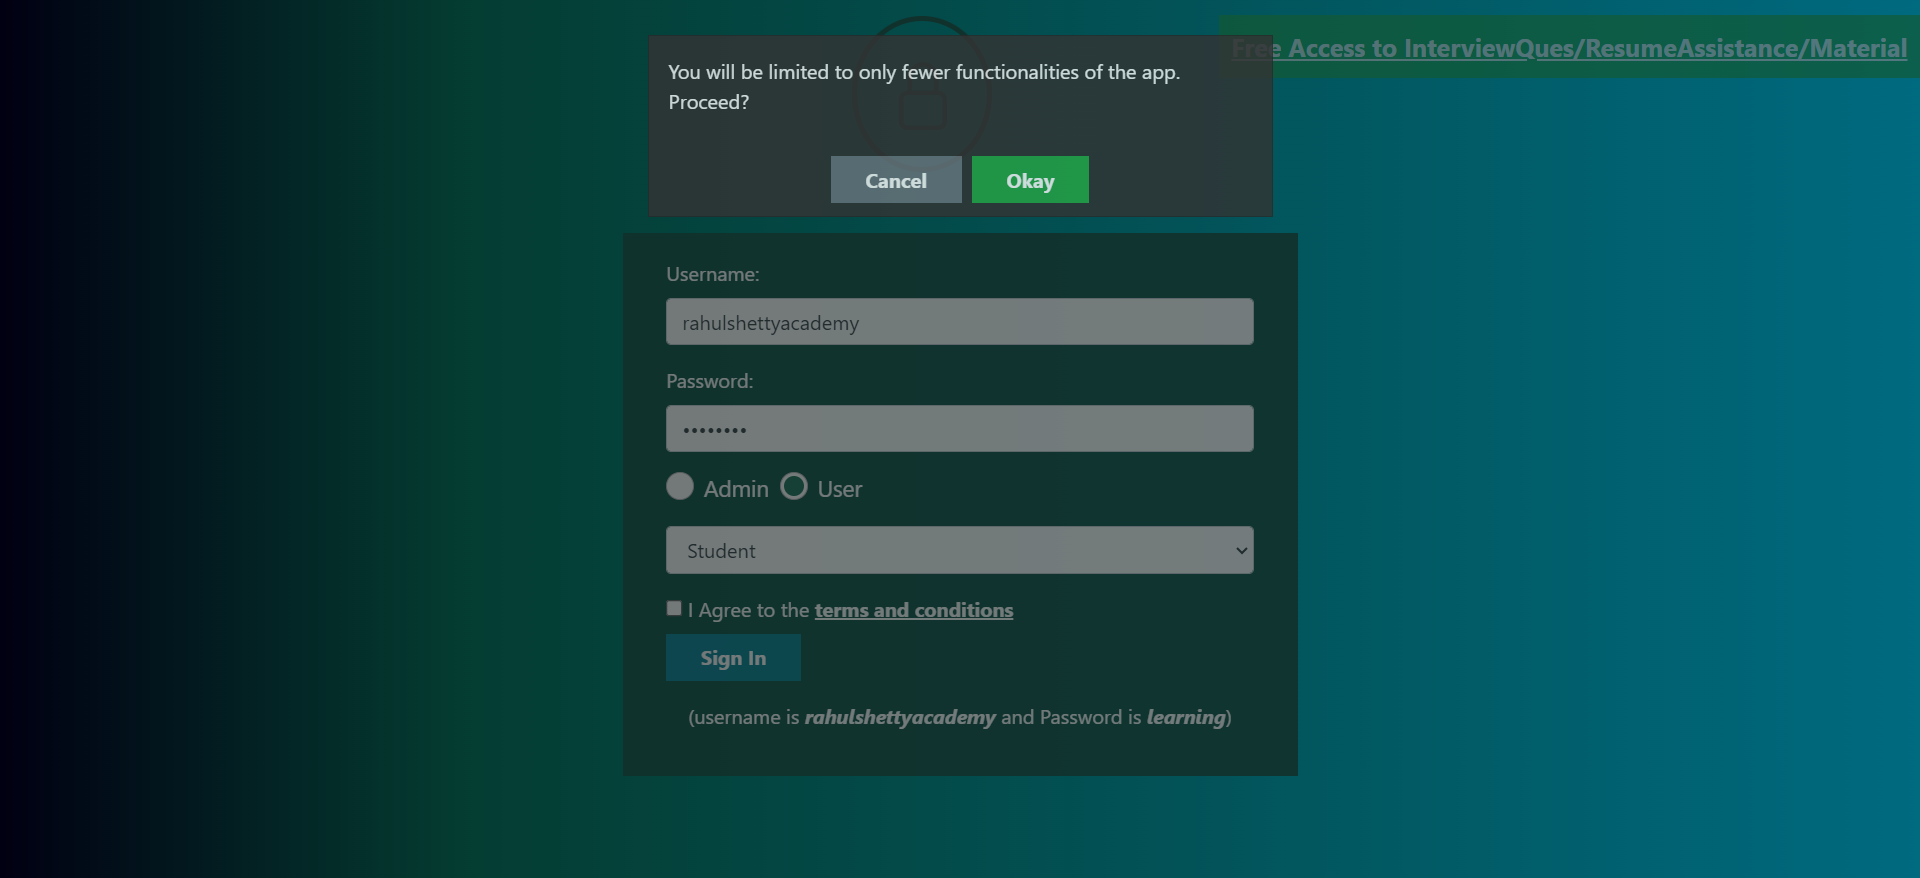 Free Access to InterviewQues/ResumeAssistance/Material
You will be limited to only fewer functionalities of the app.
Proceed?
Cancel
Okay
Username:
rahulshettyacademy
Password:
••••••••
Admin
User
Student
I Agree to the terms and conditions
Sign In
(username is rahulshettyacademy and Password is learning)